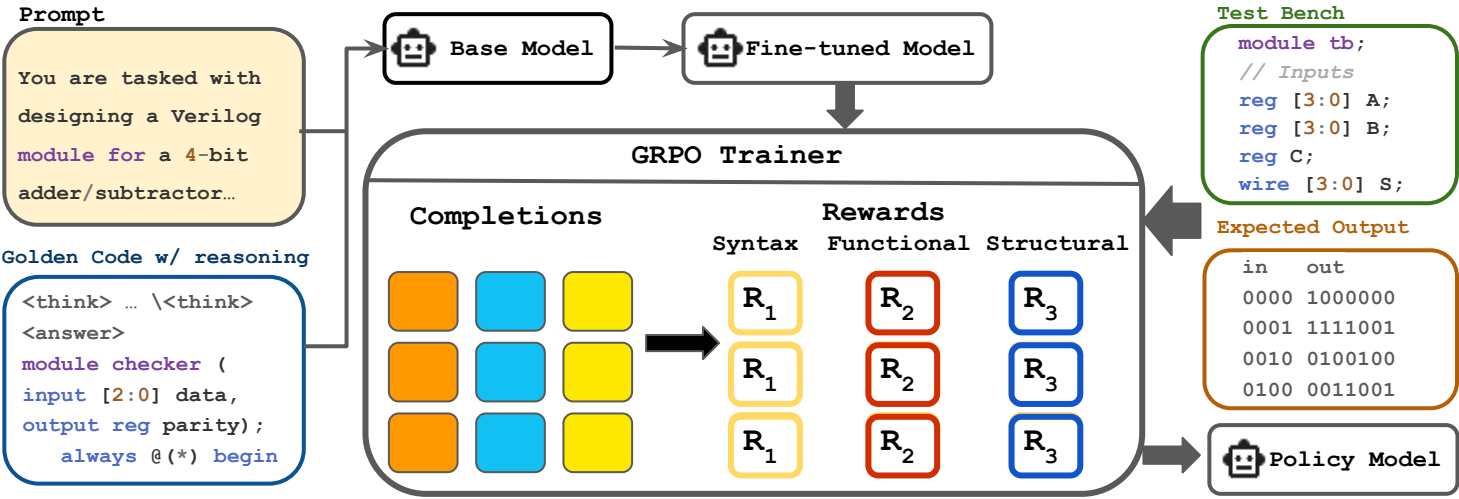 Prompt
You are tasked with
designing a Verilog
module for a 4-bit
adder/subtractor…
Golden Code w/ reasoning
<think> … \<think>
<answer>
module checker (
input [2:0] data,
output reg parity);
always @(*) begin
Base Model
Fine-tuned Model
GRPO Trainer
Completions
Rewards
Syntax Functional Structural
R1 R2 R3
R1 R2 R3
R1 R2 R3
Test Bench
module tb;
// Inputs
reg [3:0] A;
reg [3:0] B;
reg C;
wire [3:0] S;
Expected Output
in out
0000 1000000
0001 1111001
0010 0100100
0100 0011001
Policy Model